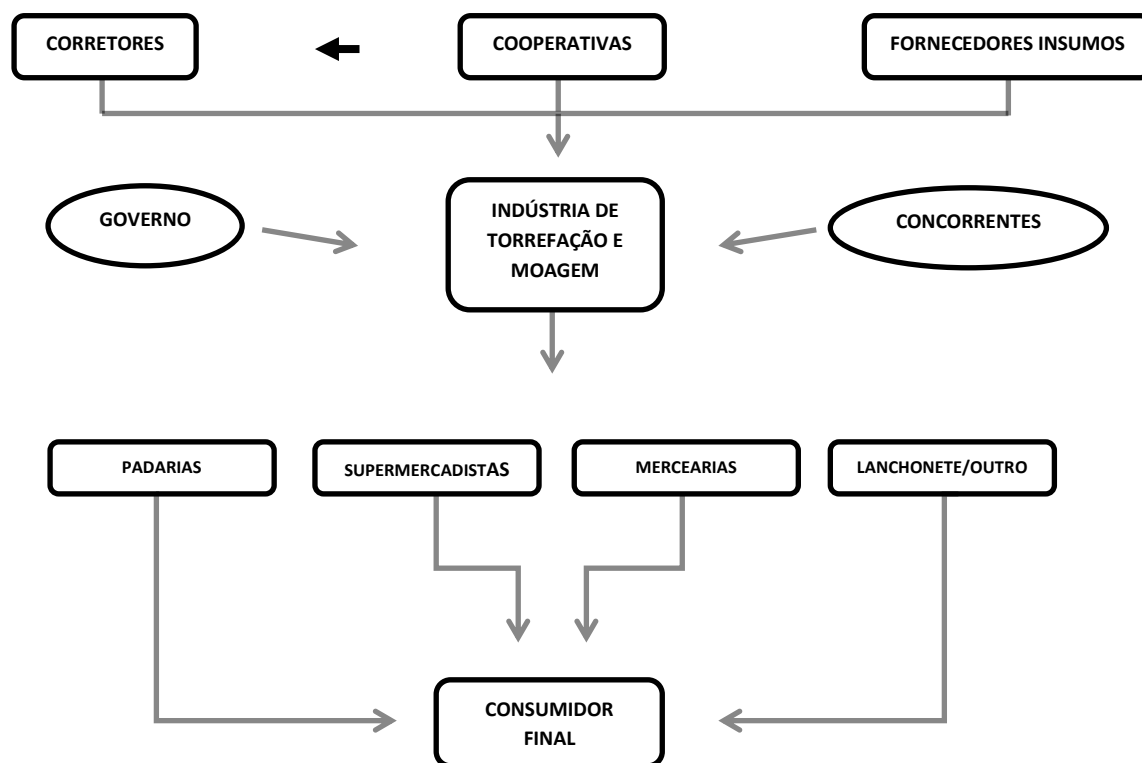 CORRETORES
COOPERATIVAS
FORNECEDORES INSUMOS
GOVERNO
INDÚSTRIA DE
TORREFAÇÃO E
MOAGEM
CONCORRENTES
PADARIAS
SUPERMERCADISTAS
MERCEARIAS
LANCHONETE/OUTRO
CONSUMIDOR
FINAL